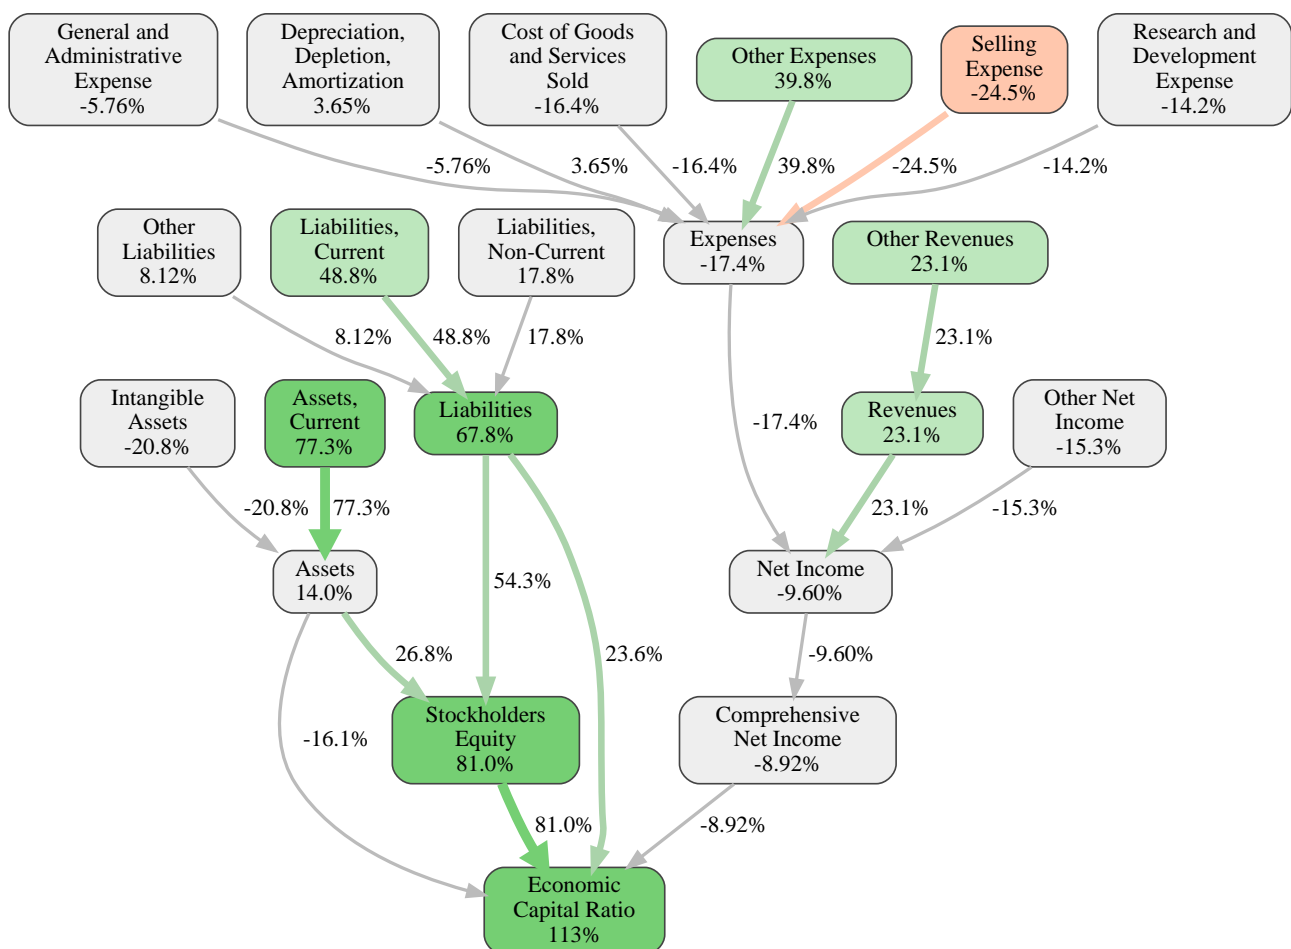 General and
Administrative
Expense
-5.76%
Depreciation,
Depletion,
Amortization
3.65%
Cost of Goods
and Services
Sold
-16.4%
Other Expenses
39.8%
Selling
Expense
-24.5%
Research and
Development
Expense
-14.2%
-5.76%
3.65%
-16.4%
39.8%
-24.5%
-14.2%
Other
Liabilities
8.12%
Liabilities,
Current
48.8%
Liabilities,
Non-Current
17.8%
Expenses
-17.4%
Other Revenues
23.1%
8.12%
48.8%
17.8%
23.1%
Intangible
Assets
-20.8%
Assets,
Current
77.3%
Liabilities
67.8%
-17.4%
Revenues
23.1%
Other Net
Income
-15.3%
-20.8%
77.3%
23.1%
-15.3%
Assets
14.0%
54.3%
Net Income
-9.60%
26.8%
23.6%
-9.60%
-16.1%
Stockholders
Equity
81.0%
Comprehensive
Net Income
-8.92%
81.0%
-8.92%
Economic
Capital Ratio
113%